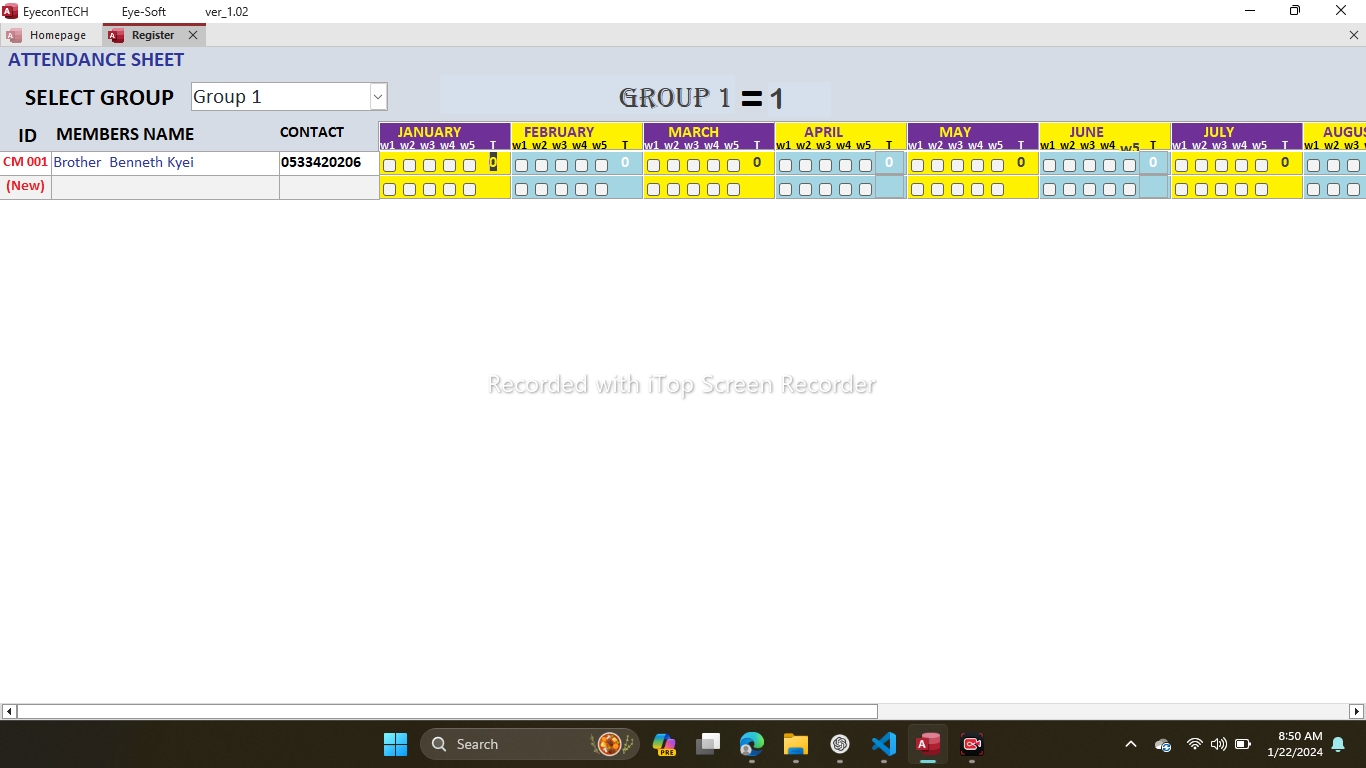 EyeconTECH Eye-Soft ver_1.02
Homepage Register
ATTENDANCE SHEET
SELECT GROUP Group 1 GROUP 1 = 1
ID MEMBERS NAME CONTACT JANUARY FEBRUARY MARCH APRIL MAY JUNE JULY AUGUS
w1 w2 w3 w4 w5 T w1 w2 w3 w4 w5 T w1 w2 w3 w4 w5 T w1 w2 w3 w4 w5 T w1 w2 w3 w4 w5 T w1 w2 w3 w4 w5 T w1 w2 w3 w4 w5 T w1 w2 w3
CM 001 Brother Benneth Kyei 0533420206 0 0 0 0 0 0 0
(New)
Recorded with iTop Screen Recorder
Search PRE 8:50 AM
1/22/2024